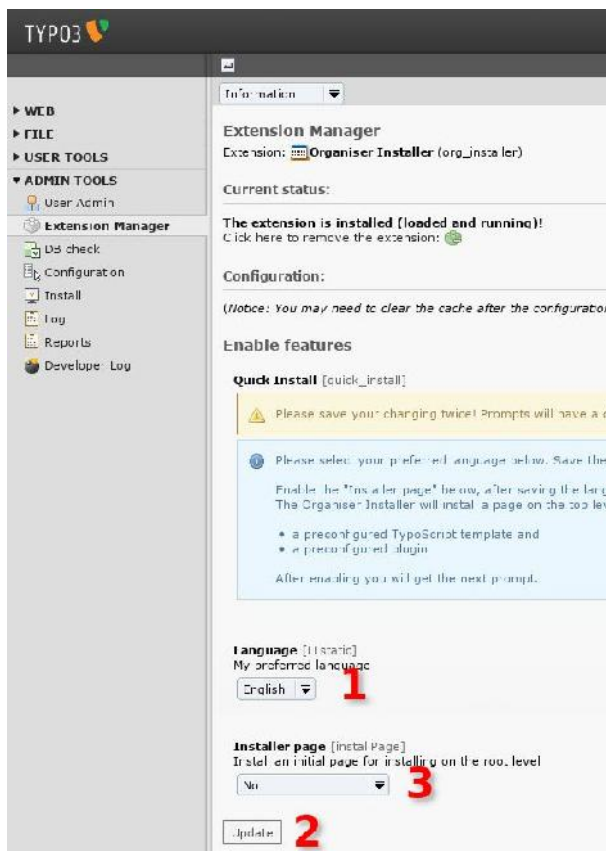 TYPO3
Information
WEB
FILE
USER TOOLS
ADMIN TOOLS
User Admin
Extension Manager
DB check
Configuration
Install
Log
Reports
Developer Log
Extension Manager
Extension: Organiser Installer (org_installer)
Current status:
The extension is installed (loaded and running)!
Click here to remove the extension:
Configuration:
(Notice: You may need to clear the cache after the configuration
Enable features
Quick Install [quick_install]
Please save your changing twice! Prompts will have a
Please select your preferred language below. Save the
Enable the "Installer page" below, after saving the lang
The Organiser Installer will install a page on the top lev
• a preconfigured TypoScript template and
• a preconfigured plugin
After enabling you will get the next prompt.
Language [LLstatic]
My preferred language
English
1
Installer page [installPage]
Install an initial page for installing on the root level
No
3
Update
2